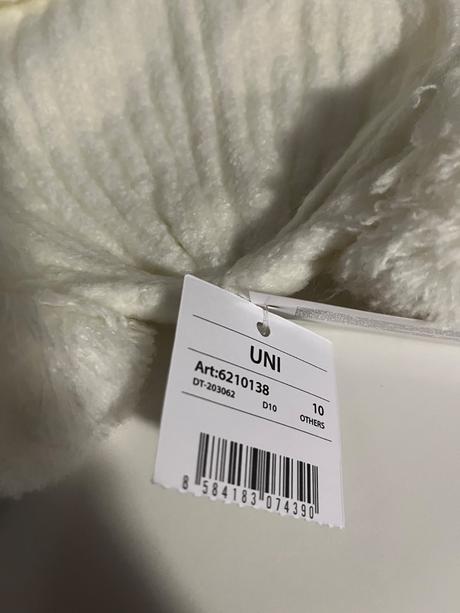 UNI
Art:6210138 10
DT-203062 D10 OTHERS
8 584183 074390